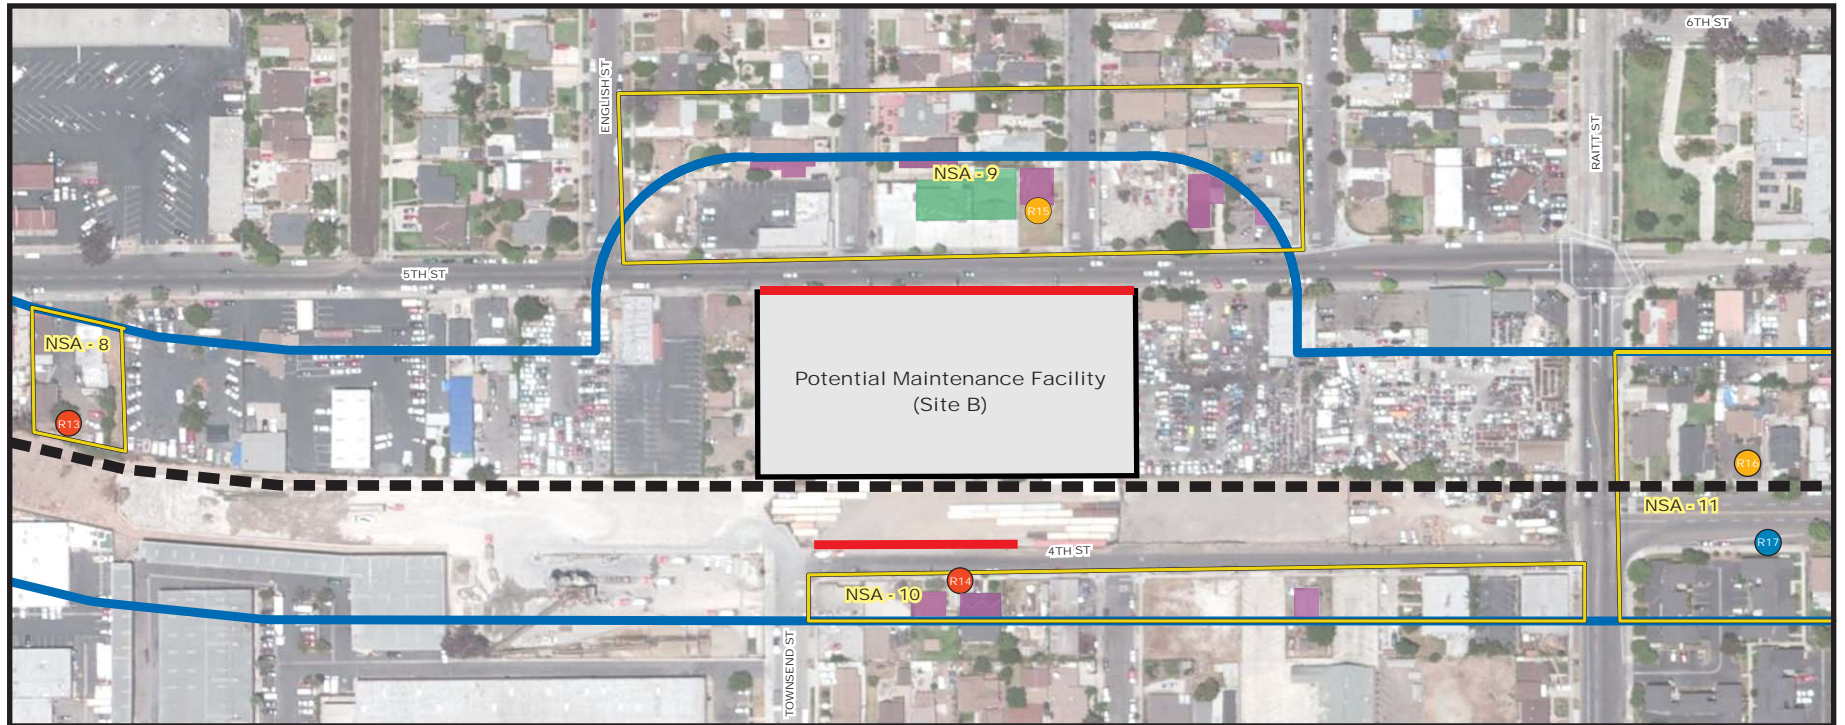 6TH ST
ENGLISH ST
RAITT ST
NSA - 9
R15
5TH ST
NSA - 8
Potential Maintenance Facility
(Site B)
R13
R16
NSA - 11
R17
4TH ST
R14
NSA - 10
TOWNSEND ST